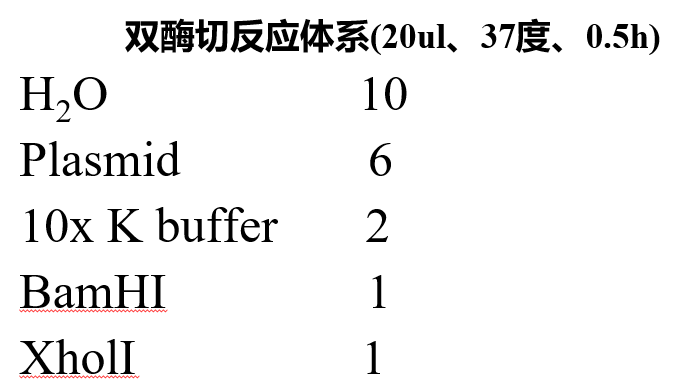 双酶切反应体系(20ul、37度、0.5h)
H₂O 10
Plasmid 6
10x K buffer 2
BamHI 1
XholI 1